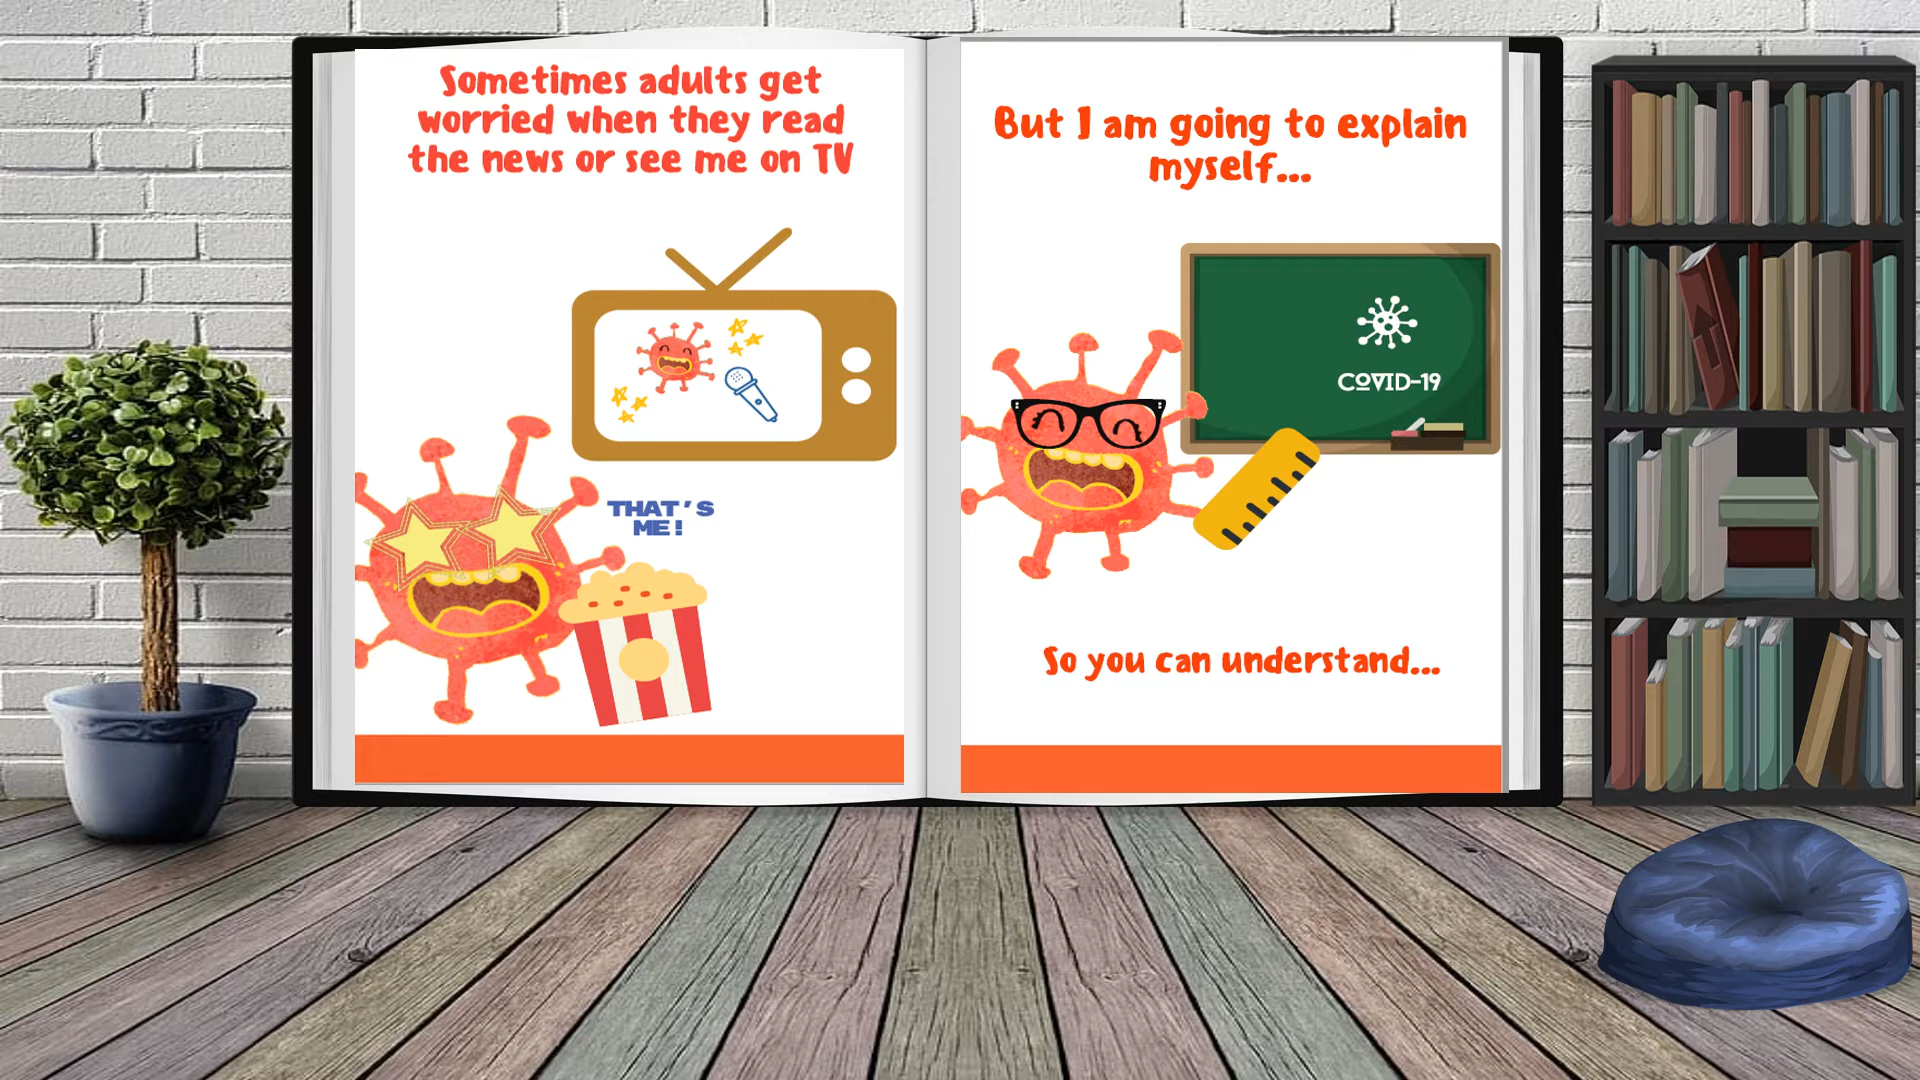 Sometimes adults get
worried when they read
the news or see me on TV
THAT'S
ME!
But I am going to explain
myself...
COVID-19
So you can understand...